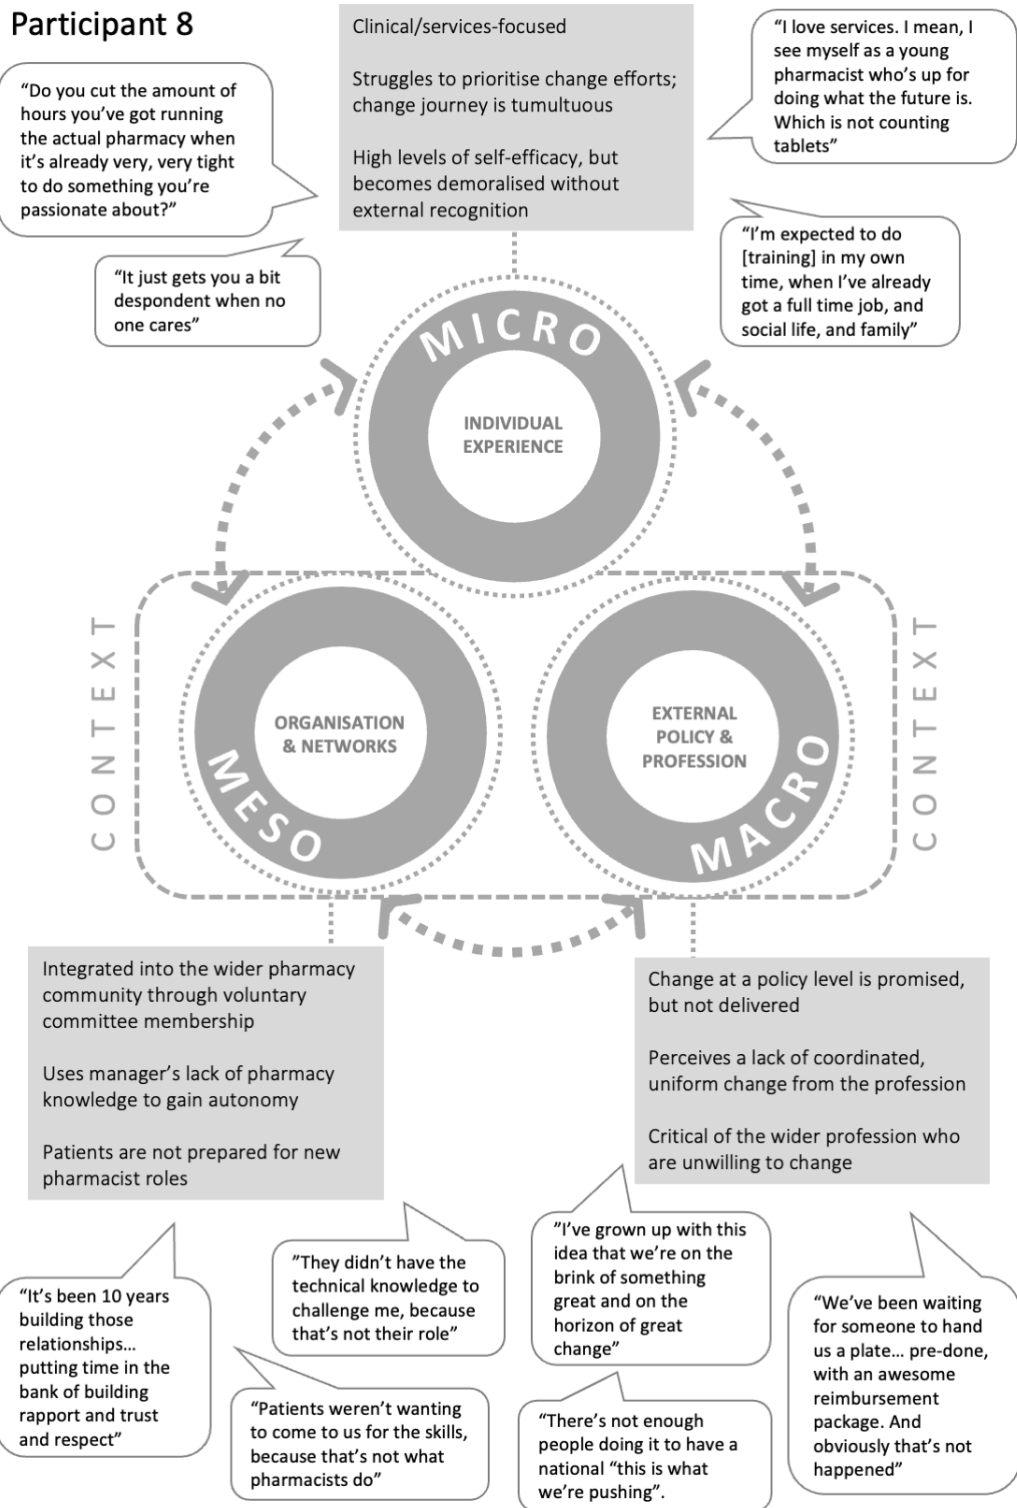 Participant 8
Clinical/services-focused
Struggles to prioritise change efforts;
change journey is tumultuous
High levels of self-efficacy, but
becomes demoralised without
external recognition
“Do you cut the amount of
hours you’ve got running
the actual pharmacy when
it’s already very, very tight
to do something you’re
passionate about?”
“It just gets you a bit
despondent when no
one cares”
“I love services. I mean, I
see myself as a young
pharmacist who’s up for
doing what the future is.
Which is not counting
tablets”
“I’m expected to do
[training] in my own
time, when I’ve already
got a full time job, and
social life, and family”
MICRO
INDIVIDUAL
EXPERIENCE
CONTEXT
ORGANISATION
& NETWORKS
MESO
EXTERNAL
POLICY &
PROFESSION
MACRO
CONTEXT
Integrated into the wider pharmacy
community through voluntary
committee membership
Uses manager’s lack of pharmacy
knowledge to gain autonomy
Patients are not prepared for new
pharmacist roles
Change at a policy level is promised,
but not delivered
Perceives a lack of coordinated,
uniform change from the profession
Critical of the wider profession who
are unwilling to change
“It’s been 10 years
building those
relationships…
putting time in the
bank of building
rapport and trust
and respect”
”They didn’t have the
technical knowledge to
challenge me, because
that’s not their role”
“Patients weren’t wanting
to come to us for the skills,
because that’s not what
pharmacists do”
”I’ve grown up with this
idea that we’re on the
brink of something
great and on the
horizon of great
change”
“There’s not enough
people doing it to have a
national “this is what
we’re pushing”.
“We’ve been waiting
for someone to hand
us a plate… pre-done,
with an awesome
reimbursement
package. And
obviously that’s not
happened”